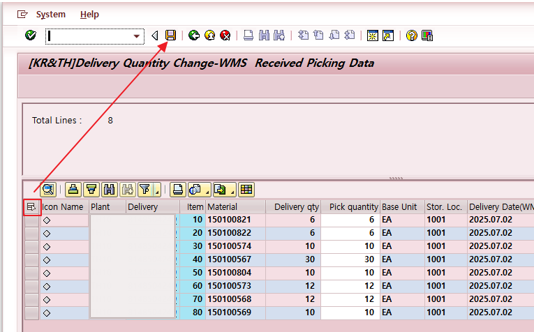 System Help
[KR&TH]Delivery Quantity Change-WMS Received Picking Data
Total Lines : 8
Icon Name Plant Delivery Item Material Delivery qty Pick quantity Base Unit Stor. Loc. Delivery Date(WM
10 150100821 6 6 EA 1001 2025.07.02
20 150100822 6 6 EA 1001 2025.07.02
30 150100574 10 10 EA 1001 2025.07.02
40 150100567 30 30 EA 1001 2025.07.02
50 150100804 10 10 EA 1001 2025.07.02
60 150100573 12 12 EA 1001 2025.07.02
70 150100568 12 12 EA 1001 2025.07.02
80 150100569 10 10 EA 1001 2025.07.02